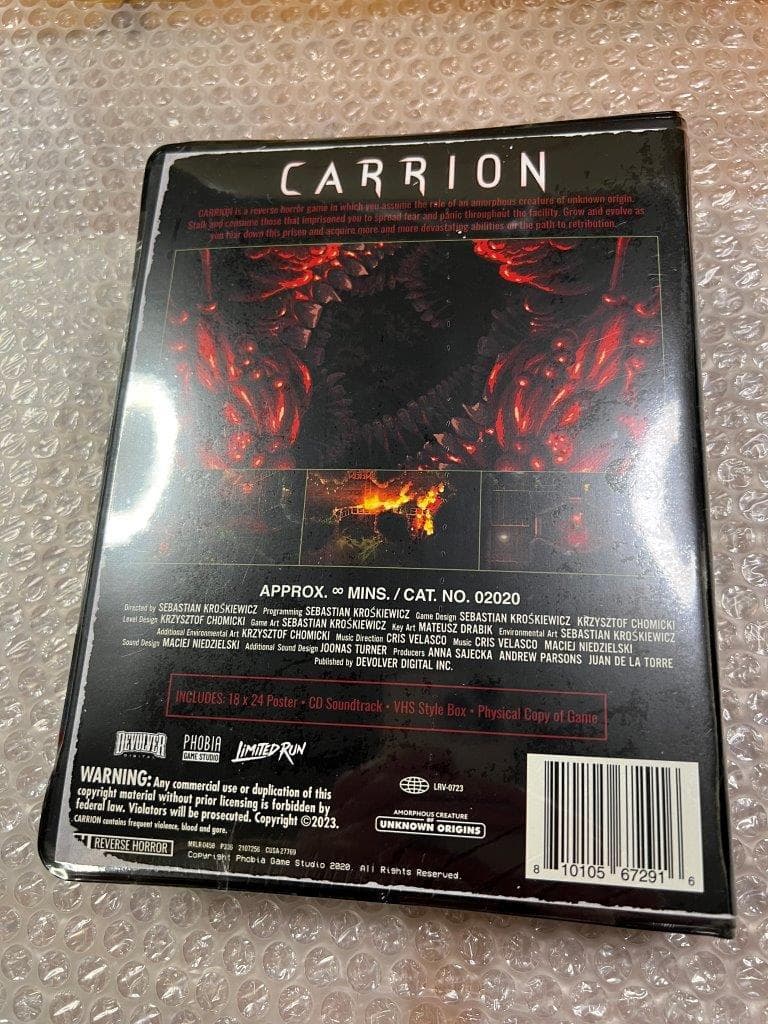 CARRION
CARRION is a reverse horror game in which you assume the role of an amorphous creature of unknown origin.
Stalk and consume those that imprisoned you to spread fear and panic throughout the facility. Grow and evolve as
you tear down this prison and acquire more and more devastating abilities on the path to retribution.
APPROX. ∞ MINS. / CAT. NO. 02020
Directed by SEBASTIAN KROŚKIEWICZ Programming SEBASTIAN KROŚKIEWICZ Game Design SEBASTIAN KROŚKIEWICZ KRZYSZTOF CHOMICKI
Level Design KRZYSZTOF CHOMICKI Game Art SEBASTIAN KROŚKIEWICZ Key Art MATEUSZ DRABIK Environmental Art SEBASTIAN KROŚKIEWICZ
Additional Environmental Art KRZYSZTOF CHOMICKI Music Direction CRIS VELASCO Music CRIS VELASCO MACIEJ NIEDZIELSKI
Sound Design MACIEJ NIEDZIELSKI Additional Sound Design JOONAS TURNER Producers ANNA SAJECKA ANDREW PARSONS JUAN DE LA TORRE
Published by DEVOLVER DIGITAL INC.
INCLUDES: 18 x 24 Poster • CD Soundtrack • VHS Style Box • Physical Copy of Game
DEVOLVER
DIGITAL
PHOBIA
GAME STUDIO
LIMITED RUN
WARNING: Any commercial use or duplication of this
copyright material without prior licensing is forbidden by
federal law. Violators will be prosecuted. Copyright ©2023.
CARRION contains frequent violence, blood and gore.
REVERSE HORROR
MRLR-0458 P336 2107256 CUSA-27769
Copyright Phobia Game Studio 2020. All Rights Reserved.
LRV-0723
AMORPHOUS CREATURE
OF
UNKNOWN ORIGINS
8 10105 67291 6